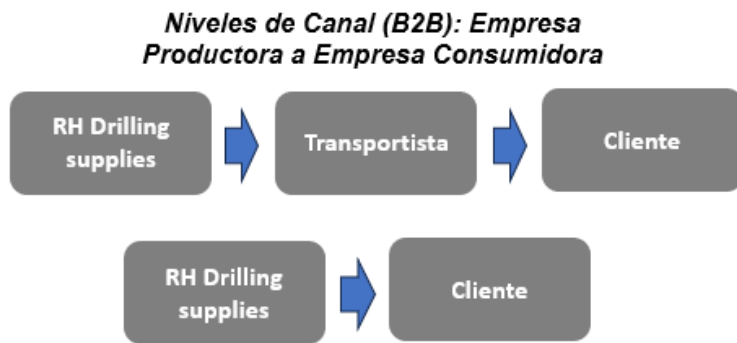 Niveles de Canal (B2B): Empresa
Productora a Empresa Consumidora
RH Drilling
supplies
Transportista
Cliente
RH Drilling
supplies
Cliente